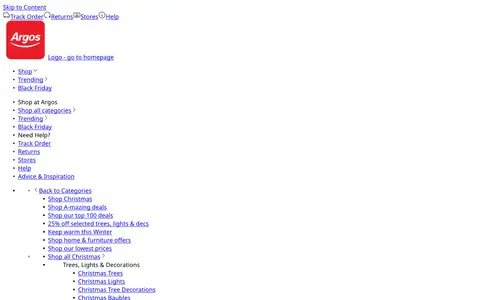 Skip to Content
Track Order Returns Stores Help
Argos
Logo - go to homepage
Shop
Trending
Black Friday
Shop at Argos
Shop all categories
Trending
Black Friday
Need Help?
Track Order
Returns
Stores
Help
Advice & Inspiration
Back to Categories
Shop Christmas
Shop A-mazing deals
Shop our top 100 deals
25% off selected trees, lights & decs
Keep warm this Winter
Shop home & furniture offers
Shop our lowest prices
Shop all Christmas
Trees, Lights & Decorations
Christmas Trees
Christmas Lights
Christmas Tree Decorations
Christmas Baubles